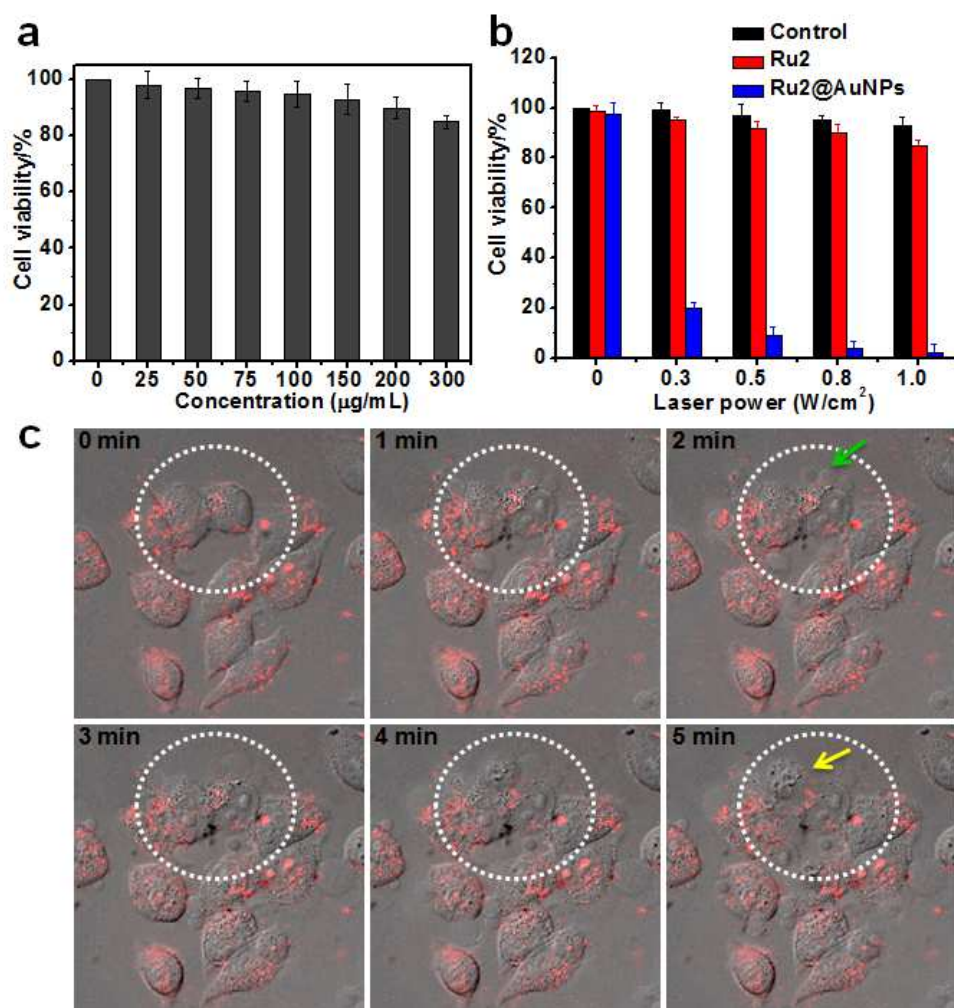 a
100
80
60
40
20
0
Cell viability/%
0 25 50 75 100 150 200 300
Concentration (μg/mL)
b
Control
Ru2
Ru2@AuNPs
120
100
80
60
40
20
0
Cell viability/%
0 0.3 0.5 0.8 1.0
Laser power (W/cm²)
c
0 min 1 min 2 min
3 min 4 min 5 min